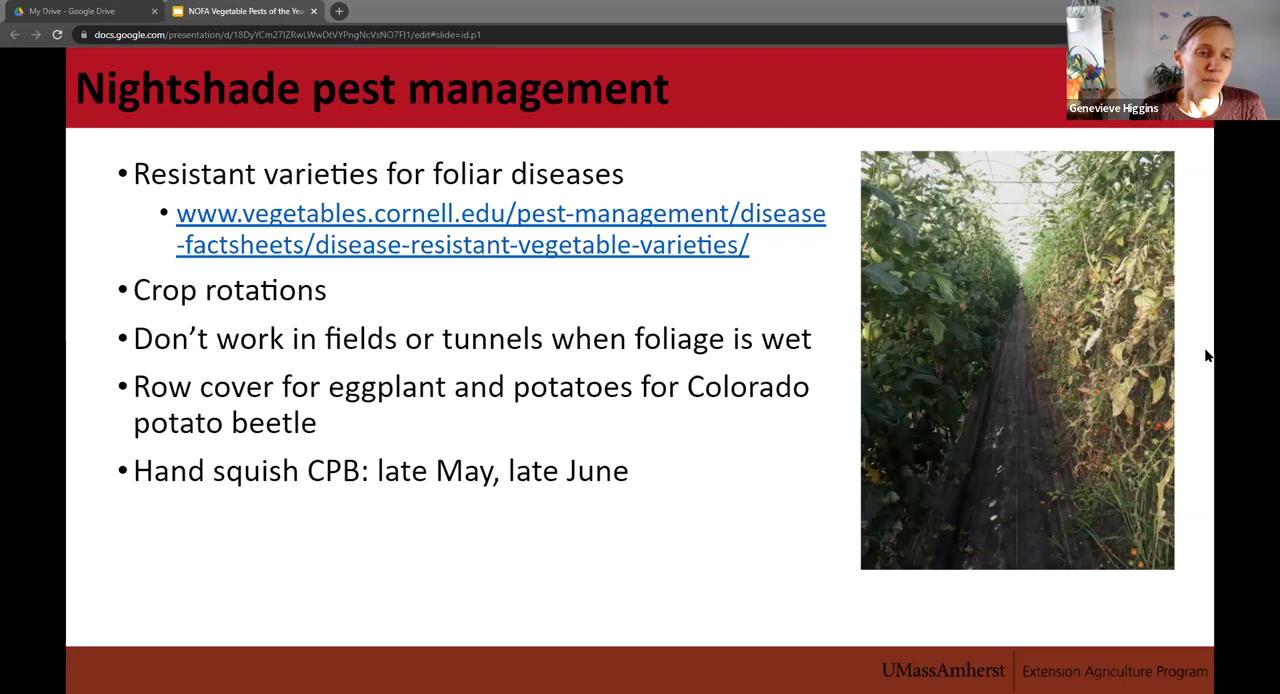 My Drive - Google Drive
NOFA Vegetable Pests of the Yea
docs.google.com/presentation/d/18DyYCm27IZRwLWwDtVYPngNcVsNO7Fl1/edit#slide=id.p1
Nightshade pest management
Genevieve Higgins
• Resistant varieties for foliar diseases
• www.vegetables.cornell.edu/pest-management/disease
-factsheets/disease-resistant-vegetable-varieties/
• Crop rotations
• Don’t work in fields or tunnels when foliage is wet
• Row cover for eggplant and potatoes for Colorado
potato beetle
• Hand squish CPB: late May, late June
UMassAmherst Extension Agriculture Program